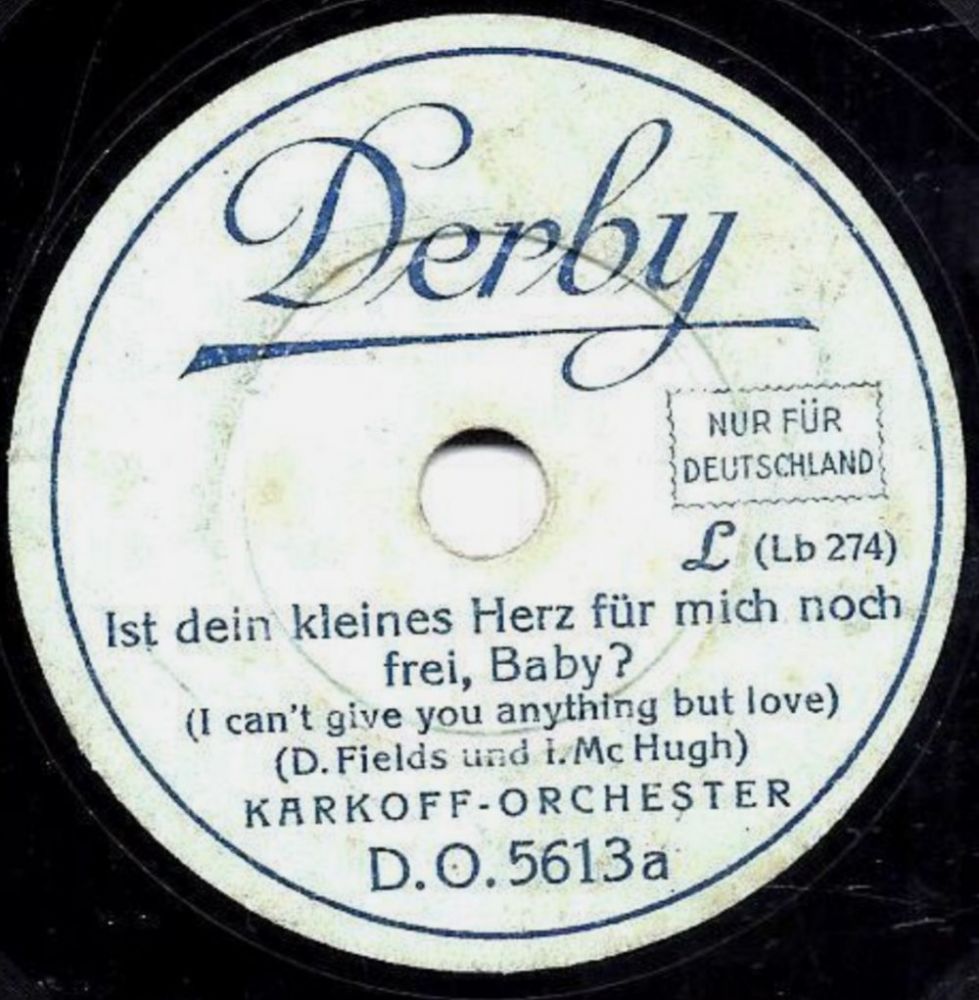 Derby
NUR FÜR
DEUTSCHLAND
L (Lb 274)
Ist dein kleines Herz für mich noch
frei, Baby?
(I can't give you anything but love)
(D. Fields und I. Mc Hugh)
KARKOFF-ORCHESTER
D. O. 5613a